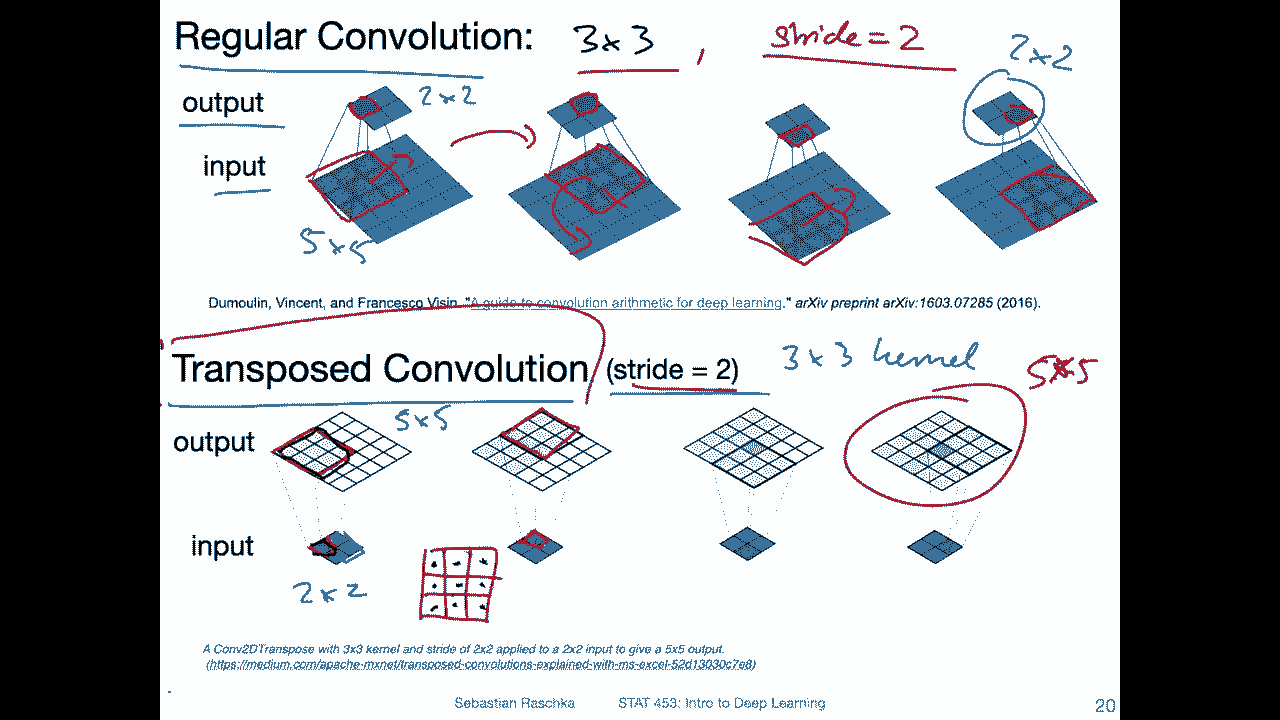 Regular Convolution: 3x3, stride = 2
2x2
output 2x2
input
5x5
Dumoulin, Vincent, and Francesco Visin. "A guide to convolution arithmetic for deep learning." arXiv preprint arXiv:1603.07285 (2016).
Transposed Convolution (stride = 2) 3x3 kernel 5x5
5x5
output
input
2x2
A Conv2DTranspose with 3x3 kernel and stride of 2x2 applied to a 2x2 input to give a 5x5 output.
(https://medium.com/apache-mxnet/transposed-convolutions-explained-with-ms-excel-52d13030c7e8)
Sebastian Raschka STAT 453: Intro to Deep Learning 20